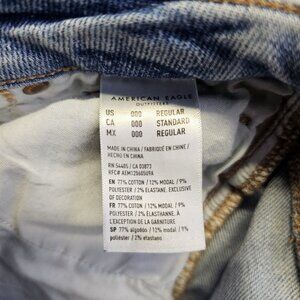 AMERICAN EAGLE
OUTFITTERS
US 000 REGULAR
CA 000 STANDARD
MX 000 REGULAR
MADE IN CHINA / FABRIQUÉ EN CHINE /
HECHO EN CHINA
RN 54485 / CA 03873
EN 77% COTTON / 12% MODAL / 9%
POLYESTER / 2% ELASTANE, EXCLUSIVE
OF DECORATION
FR 77% COTON / 12% MODAL / 9%
POLYESTER / 2% ÉLASTHANNE, À
L'EXCEPTION DE LA GARNITURE
SP 77% algodón / 12% modal / 9%
poliéster / 2% elastano